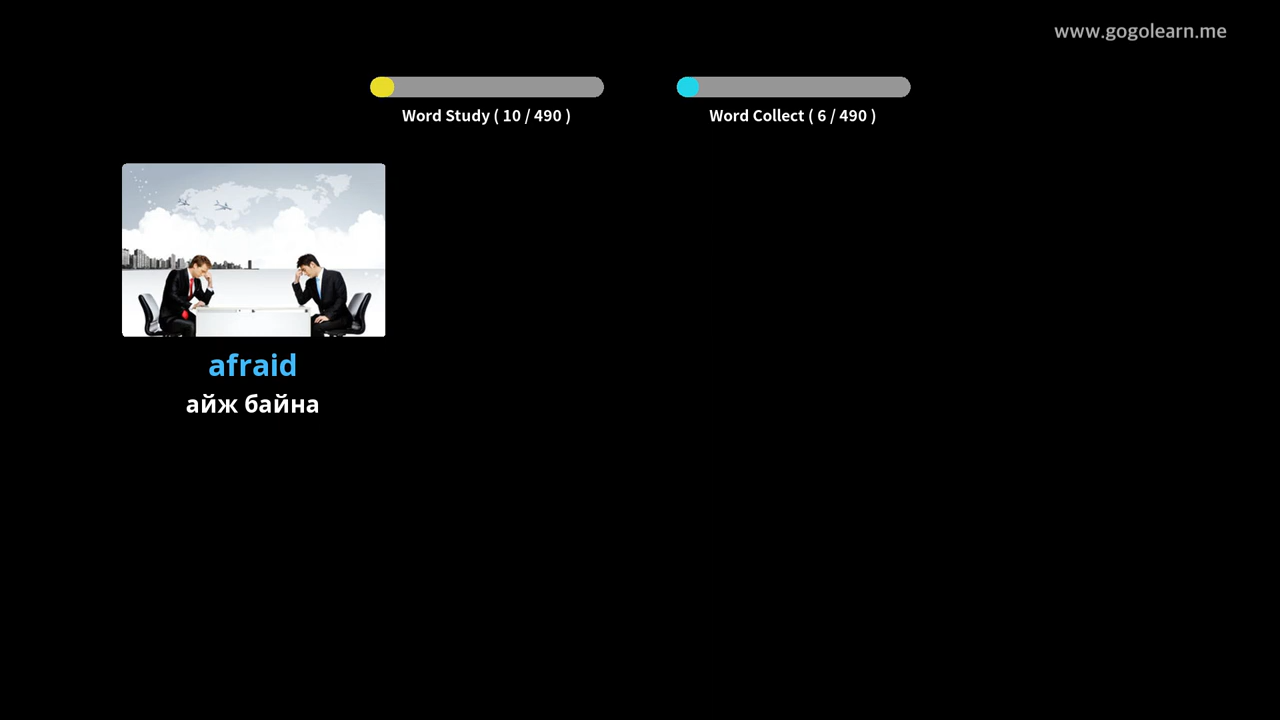 www.gogolearn.me
Word Study ( 10 / 490 )
Word Collect ( 6 / 490 )
afraid
айж байна